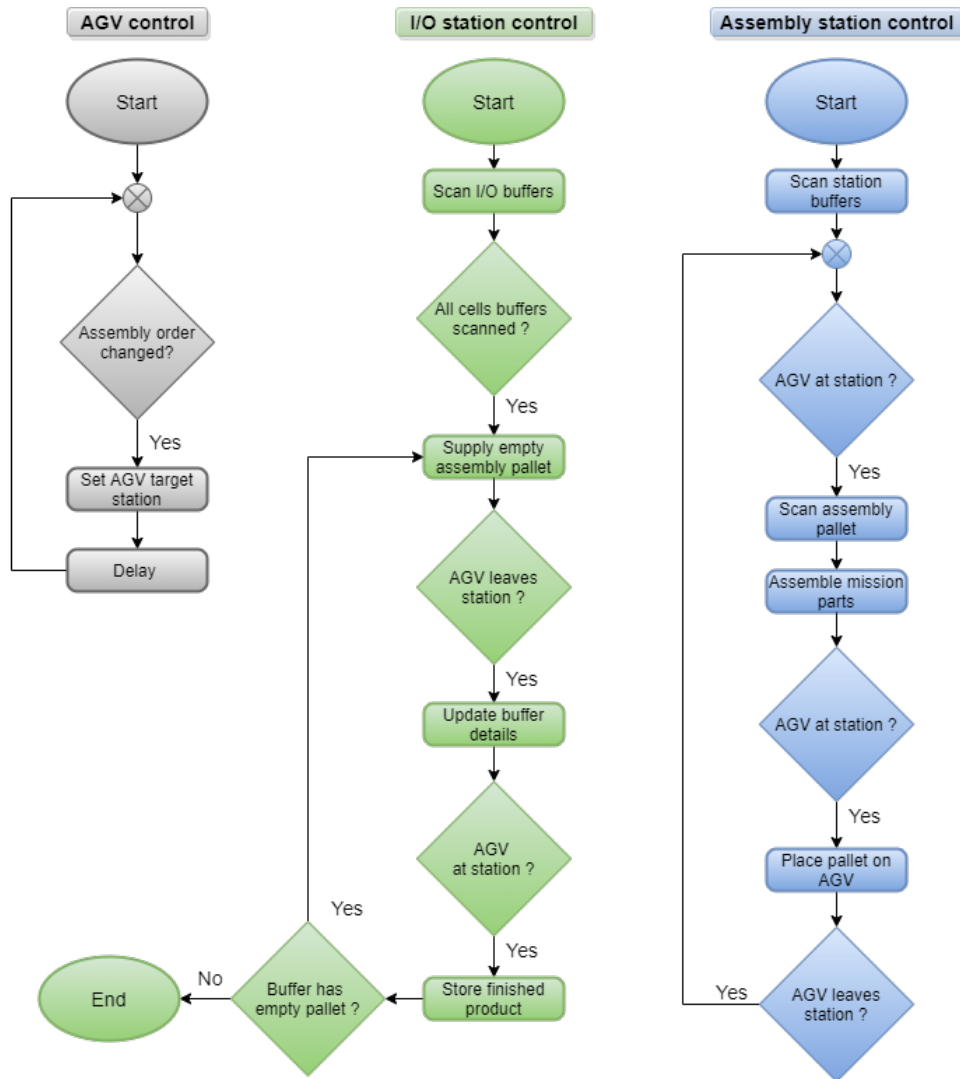 AGV control
Start
Assembly order
changed?
Yes
Set AGV target
station
Delay
I/O station control
Start
Scan I/O buffers
All cells buffers
scanned ?
Yes
Supply empty
assembly pallet
AGV leaves
station ?
Yes
Update buffer
details
AGV
at station ?
Yes
Store finished
product
Buffer has
empty pallet ?
Yes
No
End
Assembly station control
Start
Scan station
buffers
AGV at station ?
Yes
Scan assembly
pallet
Assemble mission
parts
AGV at station ?
Yes
Place pallet on
AGV
AGV leaves
station ?
Yes